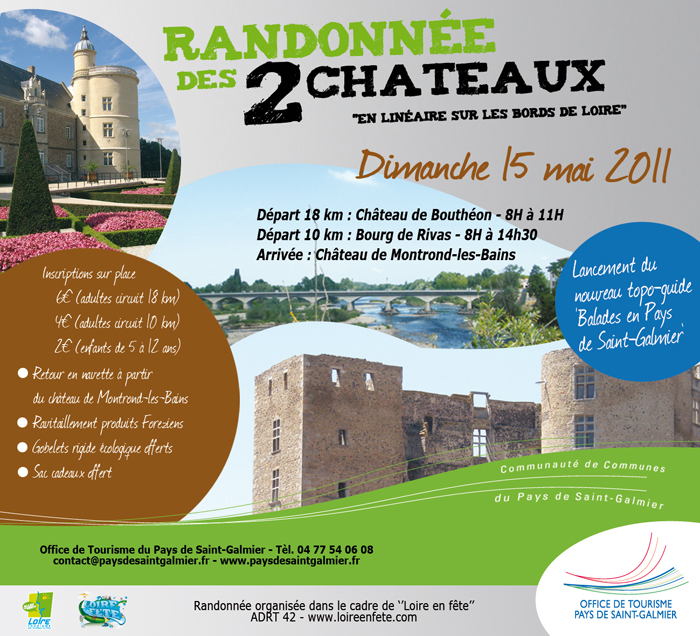 RANDONNÉE
DES 2 CHATEAUX
"EN LINÉAIRE SUR LES BORDS DE LOIRE"
Dimanche 15 mai 2011
Départ 18 km : Château de Bouthéon - 8H à 11H
Départ 10 km : Bourg de Rivas - 8H à 14h30
Arrivée : Château de Montrond-les-Bains
Lancement du
nouveau topo-guide
'Balades en Pays
de Saint-Galmier'
Inscriptions sur place
6€ (adultes circuit 18 km)
4€ (adultes circuit 10 km)
2€ (enfants de 5 à 12 ans)
Retour en navette à partir
du château de Montrond-les-Bains
Ravitaillement produits Foreziens
Gobelets rigide écologique offerts
Sac cadeaux offert
Communauté de Communes
du Pays de Saint-Galmier
Office de Tourisme du Pays de Saint-Galmier - Tèl. 04 77 54 06 08
contact@paysdesaintgalmier.fr - www.paysdesaintgalmier.fr
OFFICE DE TOURISME
PAYS DE SAINT-GALMIER
Loire
LOIRE
FÊTE
Randonnée organisée dans le cadre de ‘’Loire en fête’’
ADRT 42 - www.loireenfete.com